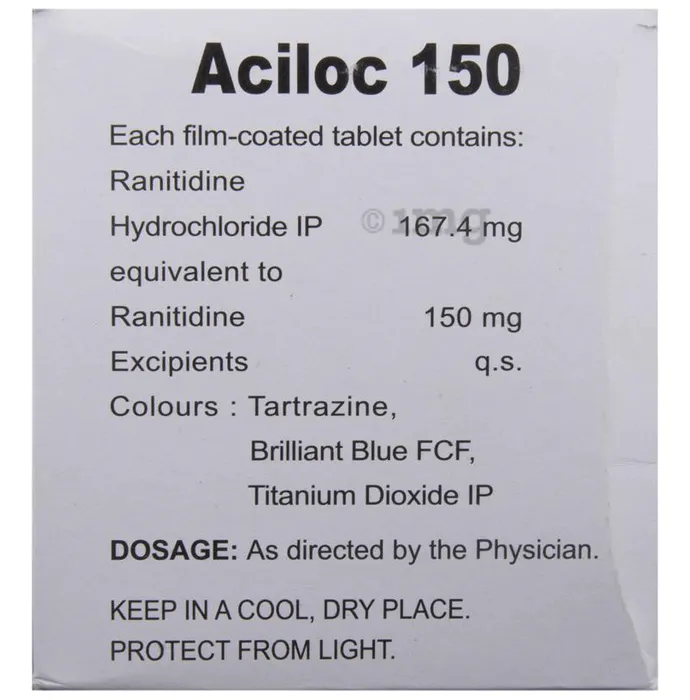 Aciloc 150
Each film-coated tablet contains:
Ranitidine
Hydrochloride IP 167.4 mg
equivalent to
Ranitidine 150 mg
Excipients q.s.
Colours : Tartrazine,
Brilliant Blue FCF,
Titanium Dioxide IP
DOSAGE: As directed by the Physician.
KEEP IN A COOL, DRY PLACE.
PROTECT FROM LIGHT.
©1mg